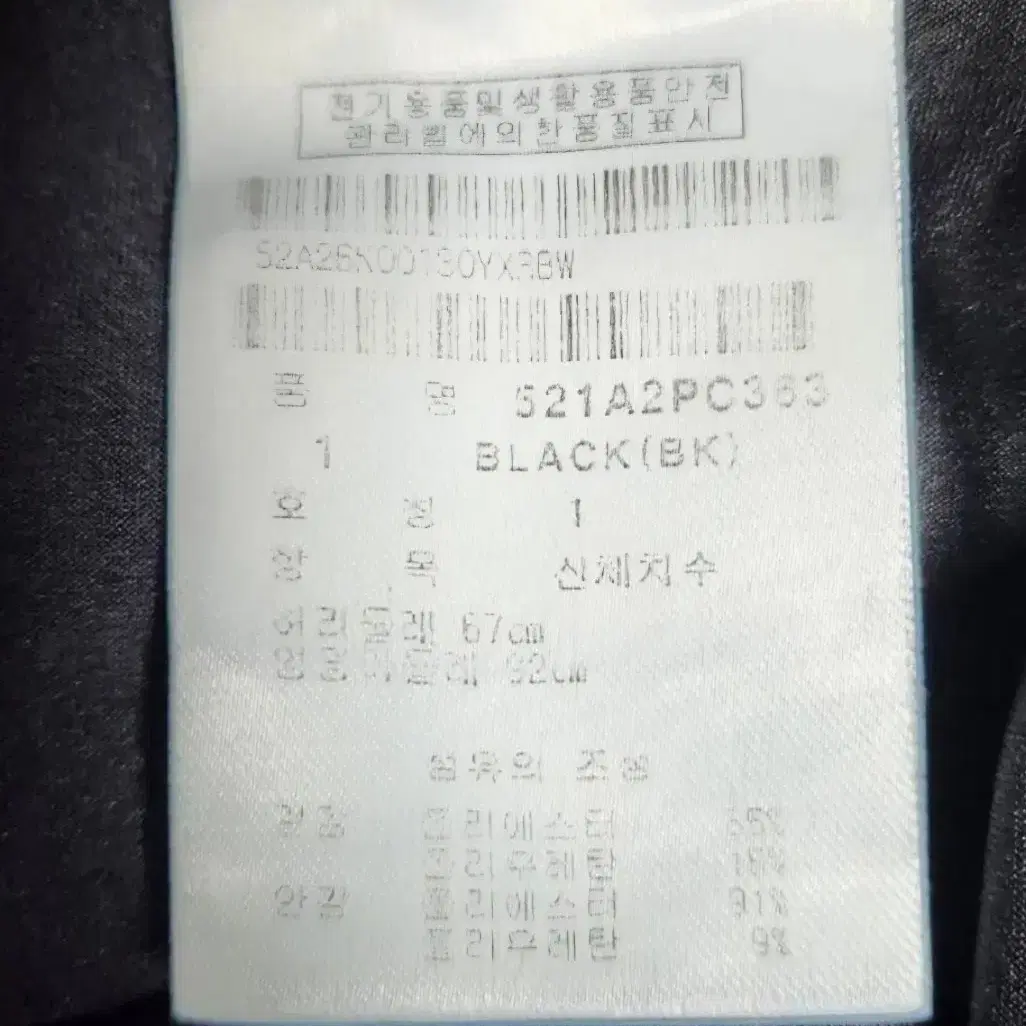 전기용품및생활용품안전
관리법에의한품질표시
품 명 521A2PC363
1 BLACK(BK)
호 칭 1
항 목 신체치수
허리둘레 67cm
엉덩이둘레 92cm
섬유의 조성
겉감 폴리에스터
폴리우레탄
안감 폴리에스터 91%
폴리우레탄 9%